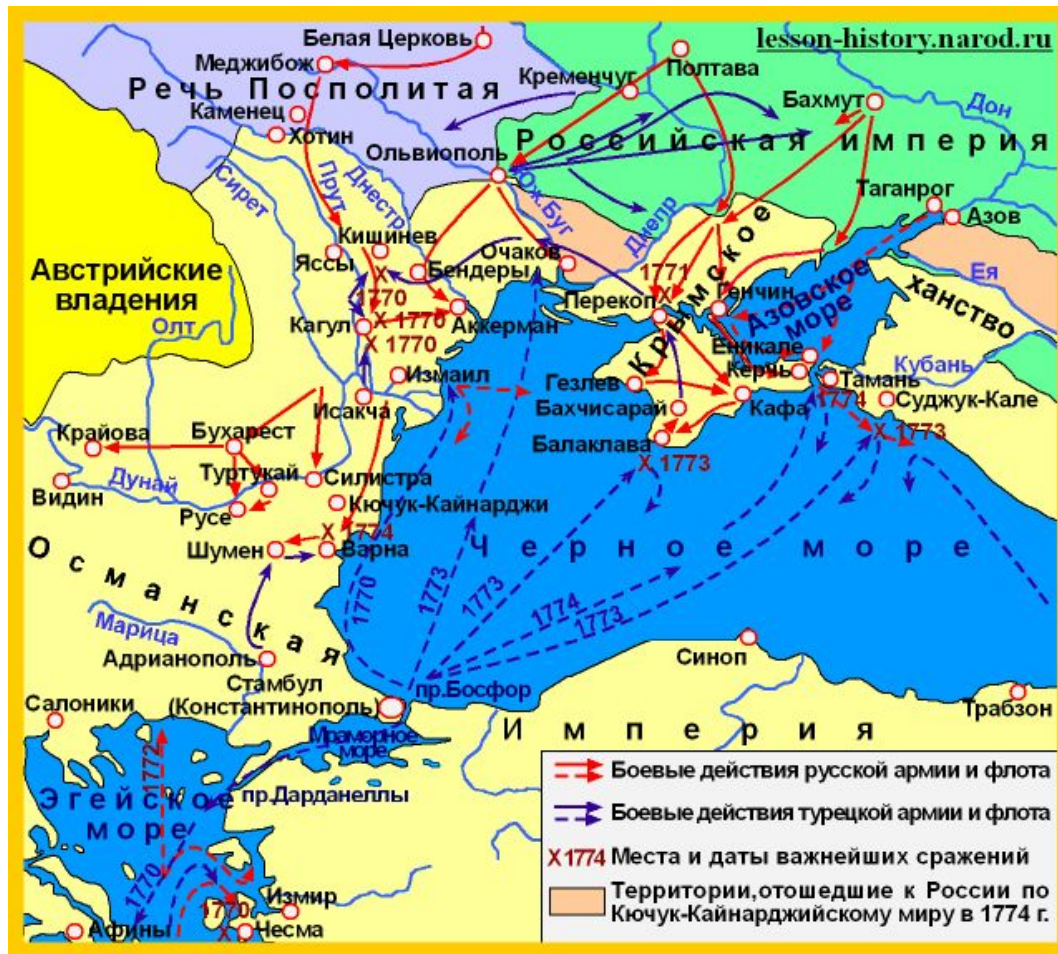 lesson-history.narod.ru
Белая Церковь
Меджибож
Речь Посполитая
Каменец
Хотин
Кременчуг
Полтава
Бахмут
Дон
Российская империя
Ольвиополь
Таганрог
Азов
Сирет
Прут
Днестр
Юж.Буг
Днепр
Ея
Кишинев
Яссы
Бендеры
Очаков
1771
Перекоп
Генчин
Крымское
ханство
Азовское
море
Австрийские
владения
Олт
1770
X 1770
Аккерман
Кагул
X 1770
Измаил
Исакча
Гезлев
Бахчисарай
Балаклава
X 1773
Кафа
Еникале
Керчь
Тамань
1774
Кубань
Суджук-Кале
X 1773
Крайова
Бухарест
Видин
Дунай
Туртукай
Силистра
Русе
Кючук-Кайнарджи
X 1774
Шумен
Варна
Черное море
Османская
Империя
1770
1773
1773
1774
1773
Марица
Адрианополь
Стамбул
(Константинополь)
пр.Босфор
Синоп
Трабзон
Салоники
Мраморное
море
пр.Дарданеллы
1772
Эгейское
море
1770
1770
X
Измир
Чесма
Афины
Боевые действия русской армии и флота
Боевые действия турецкой армии и флота
X 1774 Места и даты важнейших сражений
Территории,отошедшие к России по
Кючук-Кайнарджийскому миру в 1774 г.